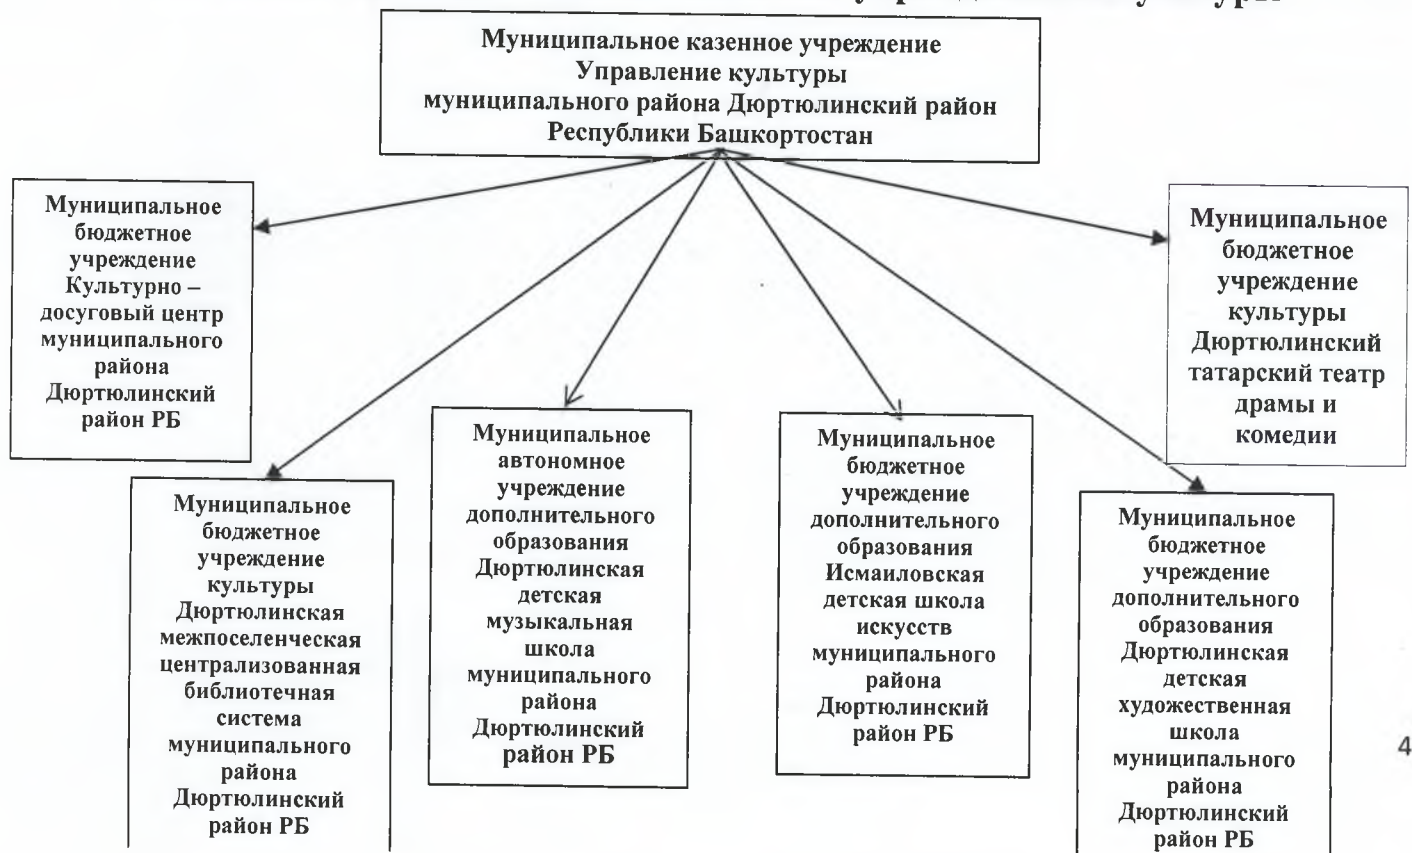 Муниципальное казенное учреждение
Управление культуры
муниципального района Дюртюлинский район
Республики Башкортостан
Муниципальное
бюджетное
учреждение
Культурно –
досуговый центр
муниципального
района
Дюртюлинский
район РБ
Муниципальное
бюджетное
учреждение
культуры
Дюртюлинская
межпоселенческая
централизованная
библиотечная
система
муниципального
района
Дюртюлинский
район РБ
Муниципальное
автономное
учреждение
дополнительного
образования
Дюртюлинская
детская
музыкальная
школа
муниципального
района
Дюртюлинский
район РБ
Муниципальное
бюджетное
учреждение
дополнительного
образования
Исмаиловская
детская школа
искусств
муниципального
района
Дюртюлинский
район РБ
Муниципальное
бюджетное
учреждение
дополнительного
образования
Дюртюлинская
детская
художественная
школа
муниципального
района
Дюртюлинский
район РБ
Муниципальное
бюджетное
учреждение
культуры
Дюртюлинский
татарский театр
драмы и
комедии
4